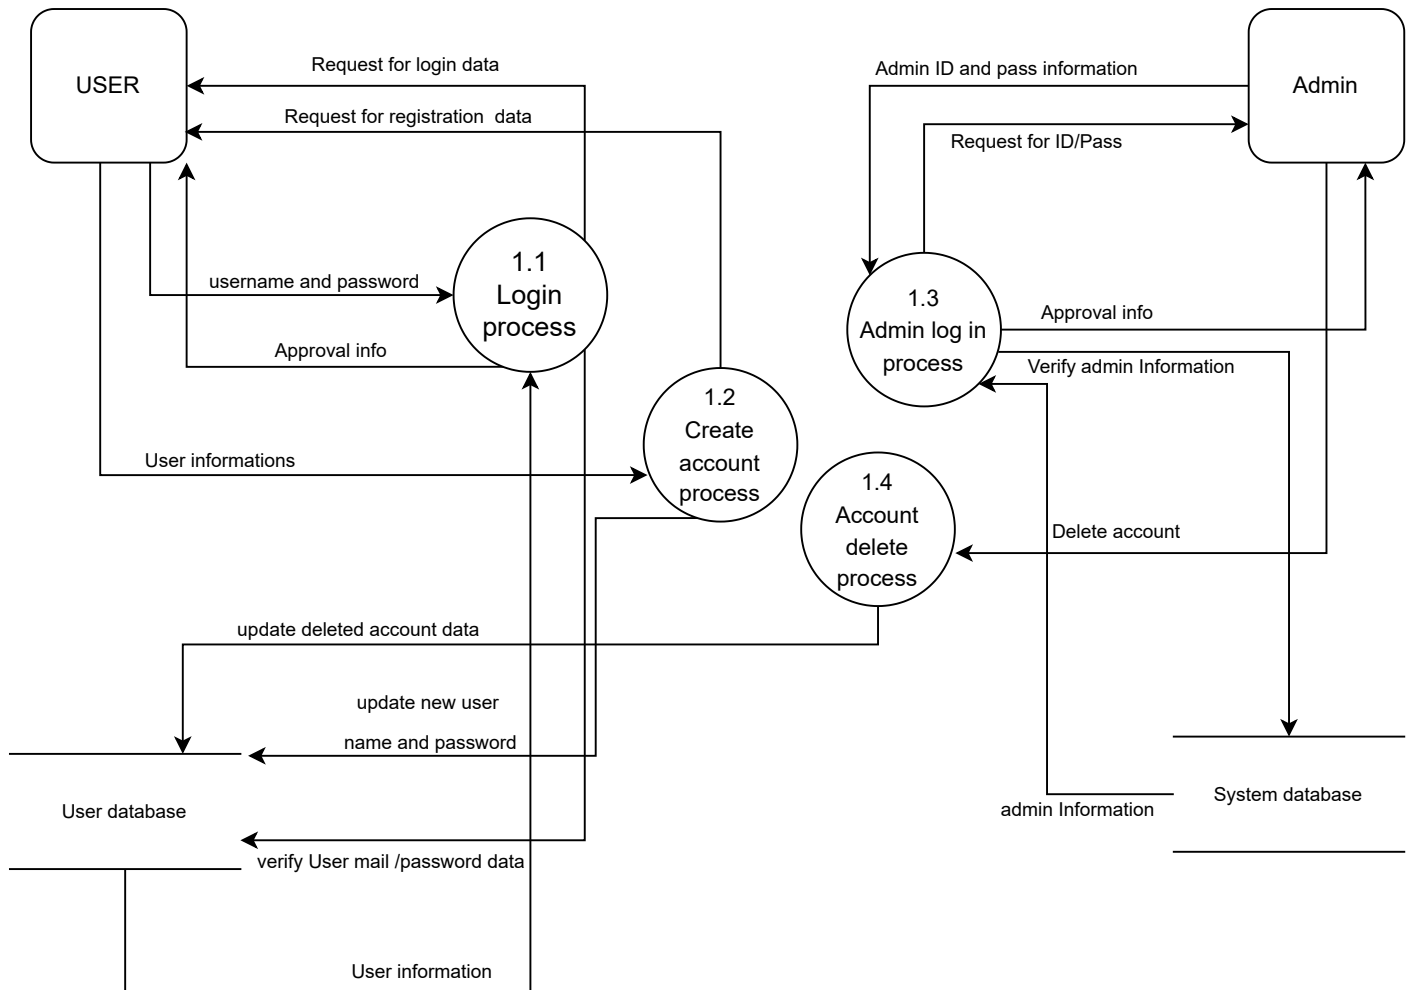 USER
Admin
Request for login data
Admin ID and pass information
Request for registration  data
Request for ID/Pass
1.1
Login
process
username and password
1.3
Admin log in
process
Approval info
Approval info
Verify admin Information
1.2
Create
account
process
User informations
1.4
Account
delete
process
Delete account
update deleted account data
update new user
name and password
User database
System database
admin Information
verify User mail /password data
User information